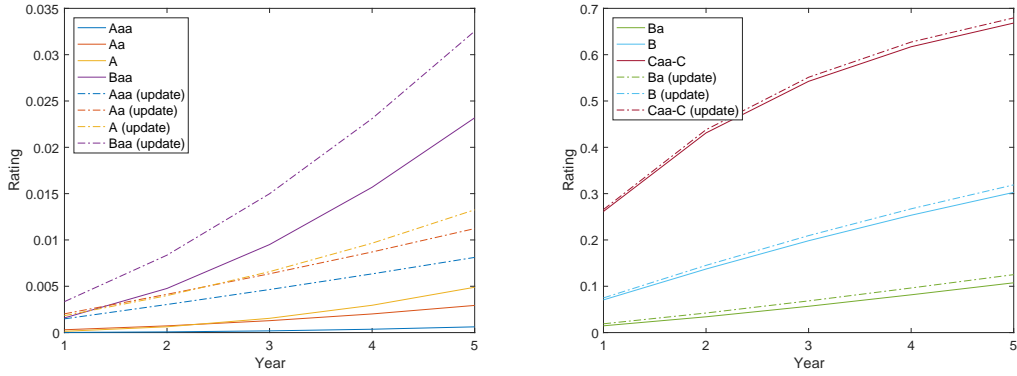 0.035
0.03
0.025
0.02
0.015
0.01
0.005
0
Rating
Aaa
Aa
A
Baa
Aaa (update)
Aa (update)
A (update)
Baa (update)
1 2 3 4 5
Year
0.7
0.6
0.5
0.4
0.3
0.2
0.1
0
Rating
Ba
B
Caa-C
Ba (update)
B (update)
Caa-C (update)
1 2 3 4 5
Year